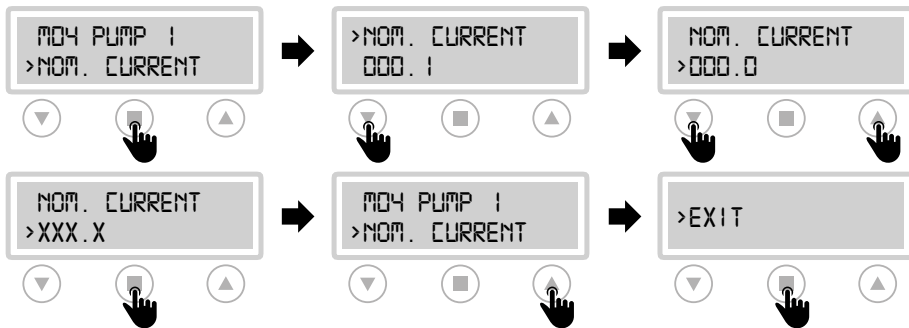 M04 PUMP 1
>NOM. CURRENT
>NOM. CURRENT
000.1
NOM. CURRENT
>000.0
NOM. CURRENT
>XXX.X
M04 PUMP 1
>NOM. CURRENT
>EXIT